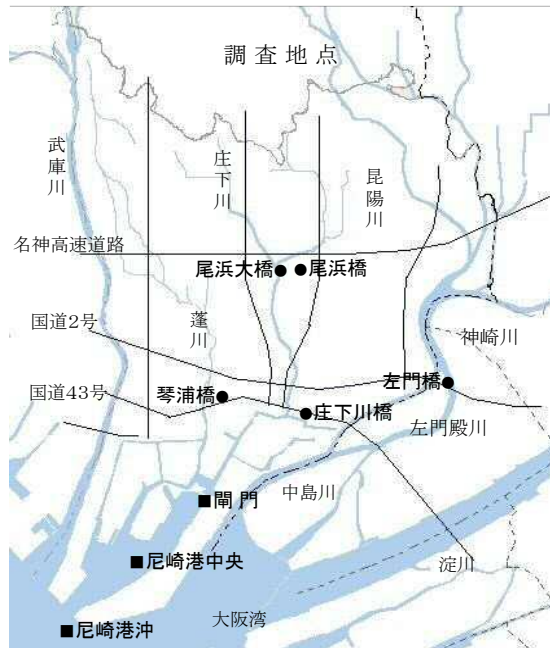 調査地点
武庫川
庄下川
昆陽川
名神高速道路
尾浜大橋
尾浜橋
国道2号
蓬川
神崎川
国道43号
琴浦橋
左門橋
庄下川橋
左門殿川
閘門
中島川
尼崎港中央
淀川
大阪湾
尼崎港沖